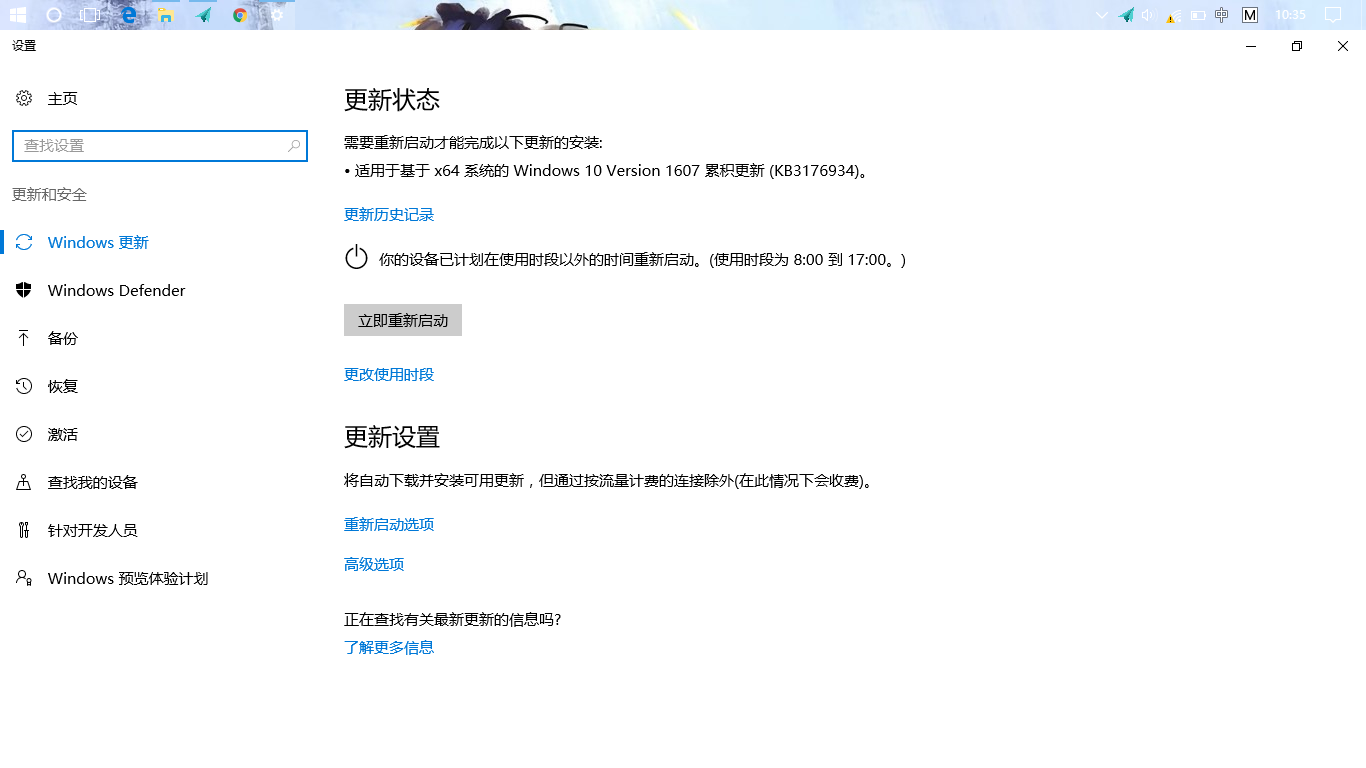 中
M
10:35
设置
主页
查找设置
更新和安全
Windows 更新
Windows Defender
备份
恢复
激活
查找我的设备
针对开发人员
Windows 预览体验计划
更新状态
需要重新启动才能完成以下更新的安装:
• 适用于基于 x64 系统的 Windows 10 Version 1607 累积更新 (KB3176934)。
更新历史记录
你的设备已计划在使用时段以外的时间重新启动。(使用时段为 8:00 到 17:00。)
立即重新启动
更改使用时段
更新设置
将自动下载并安装可用更新，但通过按流量计费的连接除外(在此情况下会收费)。
重新启动选项
高级选项
正在查找有关最新更新的信息吗?
了解更多信息